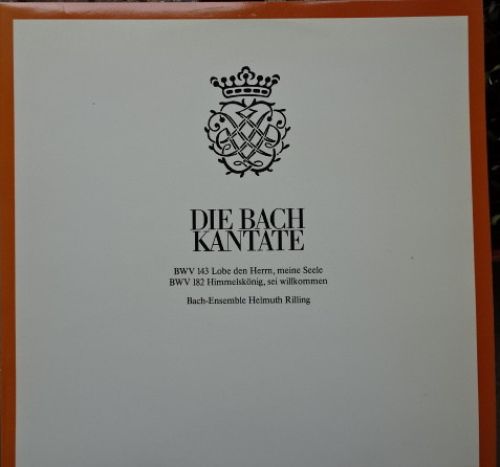 DIE BACH
KANTATE
BWV 143 Lobe den Herrn, meine Seele
BWV 182 Himmelskönig, sei willkommen
Bach-Ensemble Helmuth Rilling